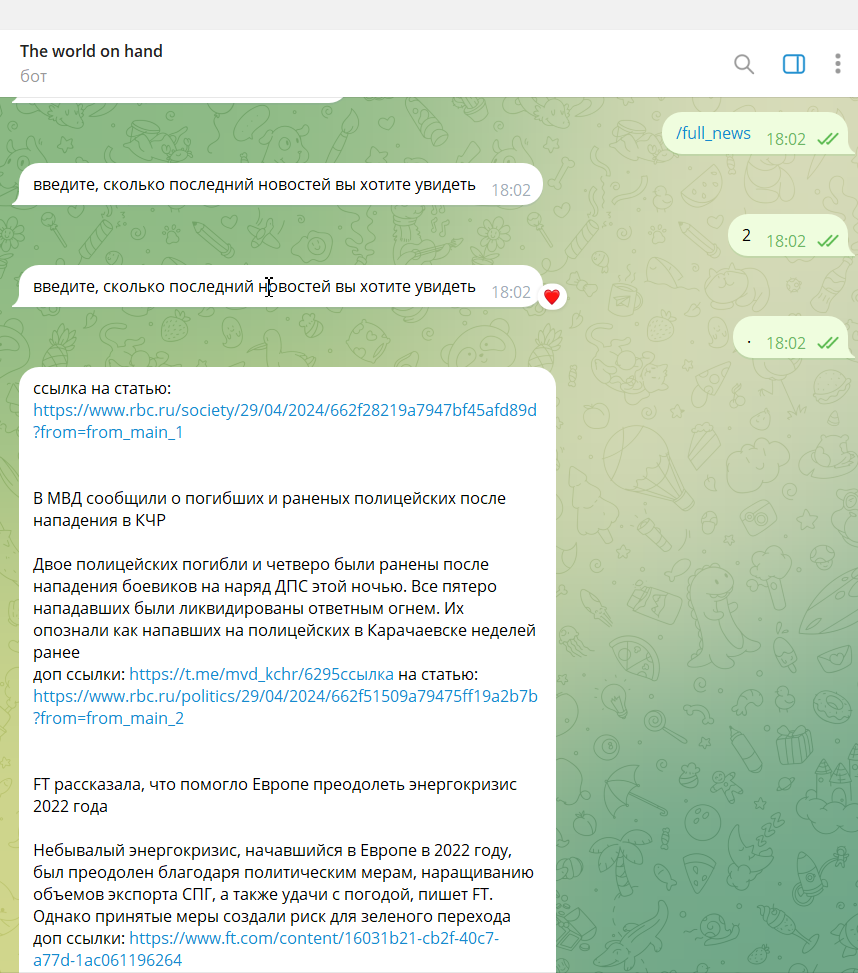 The world on hand
бот
/full_news 18:02
введите, сколько последний новостей вы хотите увидеть 18:02
2 18:02
введите, сколько последний новостей вы хотите увидеть 18:02
. 18:02
ссылка на статью:
https://www.rbc.ru/society/29/04/2024/662f28219a7947bf45afd89d
?from=from_main_1
В МВД сообщили о погибших и раненых полицейских после
нападения в КЧР
Двое полицейских погибли и четверо были ранены после
нападения боевиков на наряд ДПС этой ночью. Все пятеро
нападавших были ликвидированы ответным огнем. Их
опознали как напавших на полицейских в Карачаевске неделей
ранее
доп ссылки: https://t.me/mvd_kchr/6295ссылка на статью:
https://www.rbc.ru/politics/29/04/2024/662f51509a79475ff19a2b7b
?from=from_main_2
FT рассказала, что помогло Европе преодолеть энергокризис
2022 года
Небывалый энергокризис, начавшийся в Европе в 2022 году,
был преодолен благодаря политическим мерам, наращиванию
объемов экспорта СПГ, а также удачи с погодой, пишет FT.
Однако принятые меры создали риск для зеленого перехода
доп ссылки: https://www.ft.com/content/16031b21-cb2f-40c7-
a77d-1ac061196264